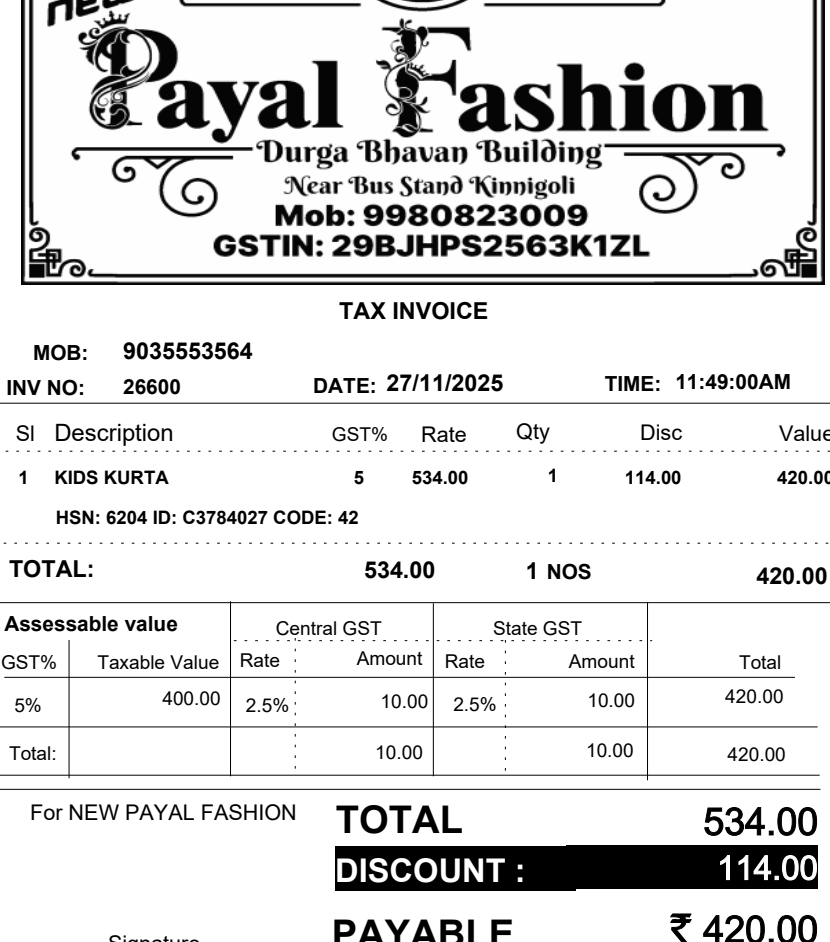 new
Payal Fashion
Durga Bhavan Building
Near Bus Stand Kinnigoli
Mob: 9980823009
GSTIN: 29BJHPS2563K1ZL
TAX INVOICE
MOB: 9035553564
INV NO: 26600 DATE: 27/11/2025 TIME: 11:49:00AM
Sl Description GST% Rate Qty Disc Value
1 KIDS KURTA 5 534.00 1 114.00 420.00
HSN: 6204 ID: C3784027 CODE: 42
TOTAL: 534.00 1 NOS 420.00
Assessable value Central GST State GST
GST% Taxable Value Rate Amount Rate Amount Total
5% 400.00 2.5% 10.00 2.5% 10.00 420.00
Total: 10.00 10.00 420.00
For NEW PAYAL FASHION TOTAL 534.00
DISCOUNT : 114.00
Signature PAYABLE ₹ 420.00